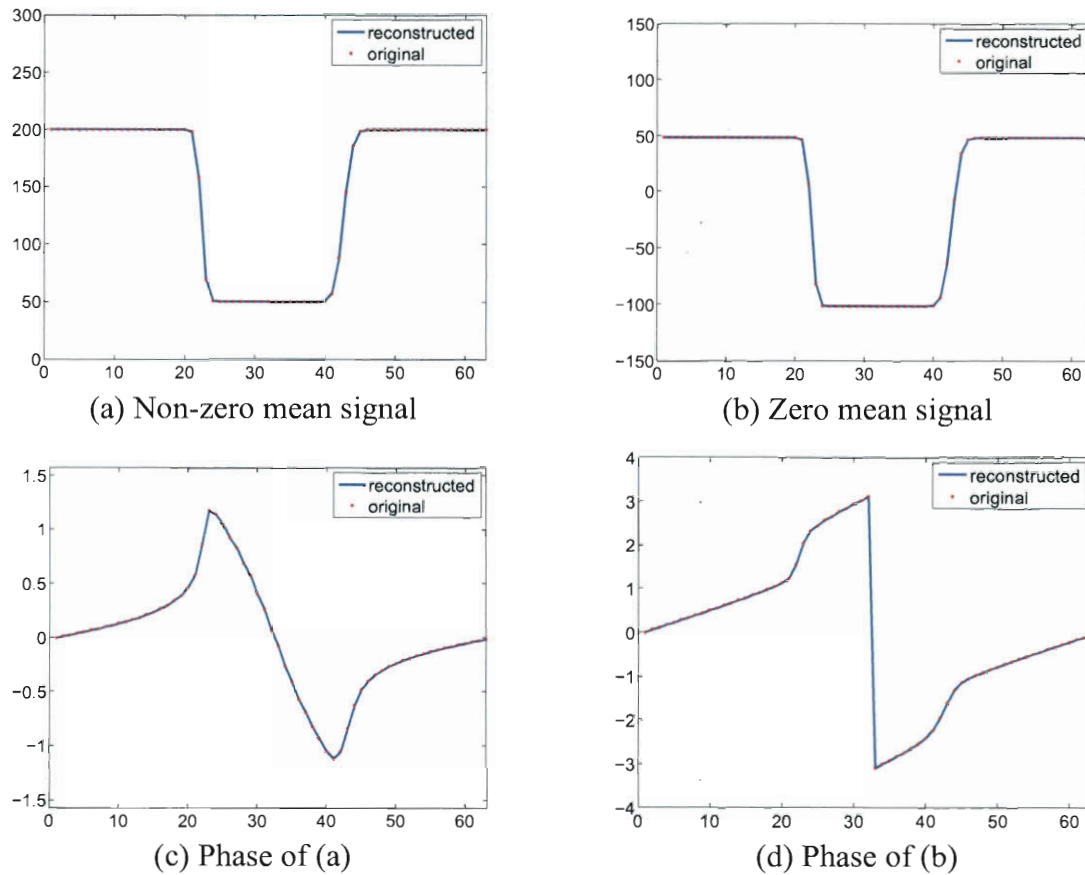 300
250
200
150
100
50
0
0 10 20 30 40 50 60
reconstructed
original
(a) Non-zero mean signal
150
100
50
0
−50
−100
−150
0 10 20 30 40 50 60
reconstructed
original
(b) Zero mean signal
1.5
1
0.5
0
−0.5
−1
−1.5
0 10 20 30 40 50 60
reconstructed
original
(c) Phase of (a)
4
3
2
1
0
−1
−2
−3
−4
0 10 20 30 40 50 60
reconstructed
original
(d) Phase of (b)